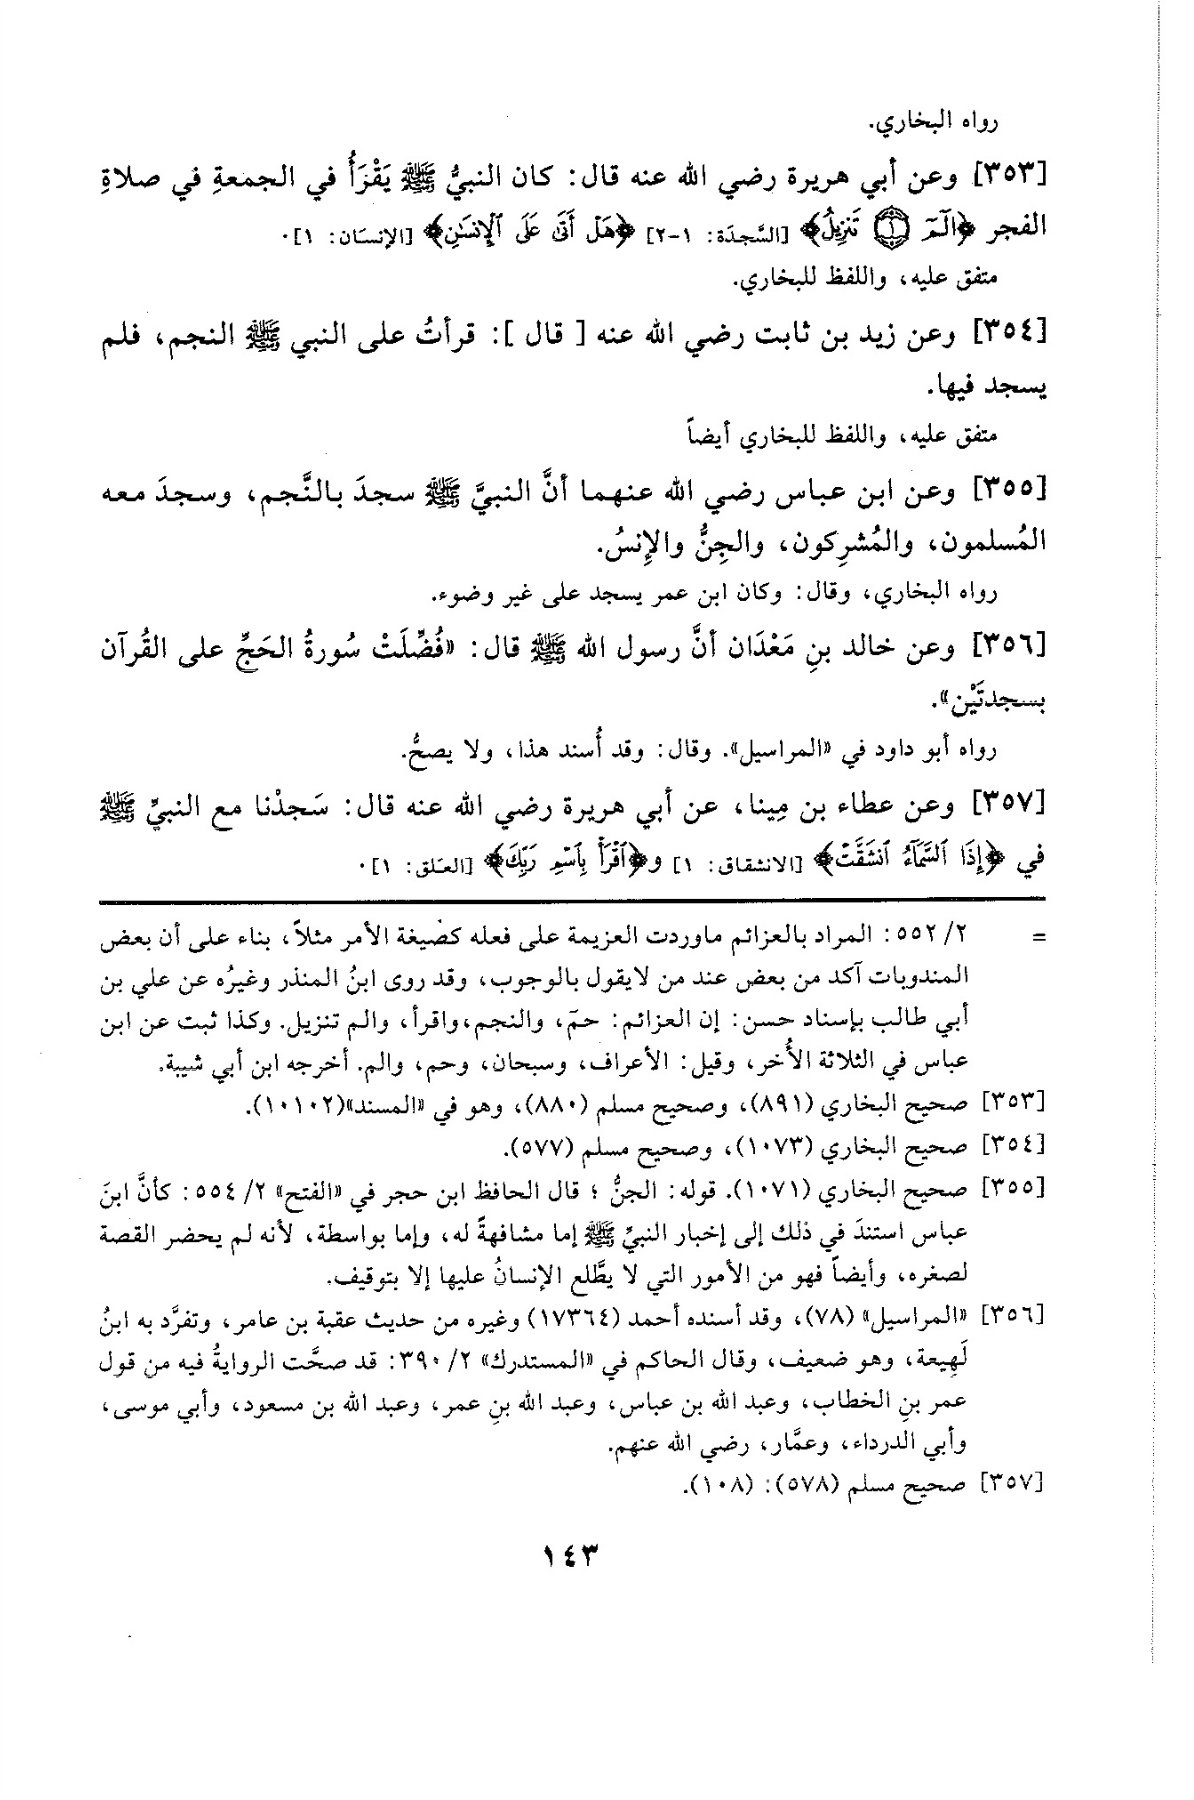 رواه البخاري.
[٣٥٣] وعن أبي هريرة رضي الله عنه قال: كان النبيُّ ﷺ يَقْرَأُ في الجمعةِ في صلاةِ
الفجر ﴿الٓمٓ ۝١ تَنزِيلُ﴾ [السَّجدَة: ١-٢] ﴿هَلْ أَتَىٰ عَلَى ٱلْإِنسَٰنِ﴾ [الإنسَان: ١].
متفق عليه، واللفظ للبخاري.
[٣٥٤] وعن زيد بن ثابت رضي الله عنه [ قال ]: قرأتُ على النبي ﷺ النجم، فلم
يسجد فيها.
متفق عليه، واللفظ للبخاري أيضاً
[٣٥٥] وعن ابن عباس رضي الله عنهما أنَّ النبيَّ ﷺ سجدَ بالنَّجم، وسجدَ معه
المُسلمون، والمُشرِكون، والجِنُّ والإِنسُ.
رواه البخاري، وقال: وكان ابن عمر يسجد على غير وضوء.
[٣٥٦] وعن خالد بنِ مَعْدَان أنَّ رسول الله ﷺ قال: «فُضِّلَتْ سُورةُ الحَجِّ على القُرآن
بسجدتَيْن».
رواه أبو داود في «المراسيل». وقال: وقد أُسند هذا، ولا يصحُّ.
[٣٥٧] وعن عطاء بن مِينا، عن أبي هريرة رضي الله عنه قال: سَجدْنا مع النبيِّ ﷺ
في ﴿إِذَا ٱلسَّمَآءُ ٱنشَقَّتْ﴾ [الانشقاق: ١] و﴿ٱقْرَأْ بِٱسْمِ رَبِّكَ﴾ [العَلق: ١].
= ٥٥٢/٢: المراد بالعزائم ماوردت العزيمة على فعله كصيغة الأمر مثلاً، بناء على أن بعض
المندوبات آكد من بعض عند من لايقول بالوجوب، وقد روى ابنُ المنذر وغيرُه عن علي بن
أبي طالب بإسناد حسن: إن العزائم: حمَ، والنجم،واقرأ، والم تنزيل. وكذا ثبت عن ابن
عباس في الثلاثة الأُخر، وقيل: الأعراف، وسبحان، وحم، والم. أخرجه ابن أبي شيبة.
[٣٥٣] صحيح البخاري (٨٩١)، وصحيح مسلم (٨٨٠)، وهو في «المسند»(١٠١٠٢).
[٣٥٤] صحيح البخاري (١٠٧٣)، وصحيح مسلم (٥٧٧).
[٣٥٥] صحيح البخاري (١٠٧١). قوله: الجنُّ ؛ قال الحافظ ابن حجر في «الفتح» ٥٥٤/٢: كأنَّ ابنَ
عباس استندَ في ذلك إلى إخبار النبيِّ ﷺ إما مشافهةً له، وإما بواسطة، لأنه لم يحضر القصة
لصغره، وأيضاً فهو من الأمور التي لا يطَّلع الإنسانُ عليها إلا بتوقيف.
[٣٥٦] «المراسيل» (٧٨)، وقد أسنده أحمد (١٧٣٦٤) وغيره من حديث عقبة بن عامر، وتفرَّد به ابنُ
لَهِيعة، وهو ضعيف، وقال الحاكم في «المستدرك» ٣٩٠/٢: قد صحَّت الروايةُ فيه من قول
عمر بنِ الخطاب، وعبد الله بن عباس، وعبد الله بنِ عمر، وعبد الله بن مسعود، وأبي موسى،
وأبي الدرداء، وعمَّار، رضي الله عنهم.
[٣٥٧] صحيح مسلم (٥٧٨): (١٠٨).
١٤٣